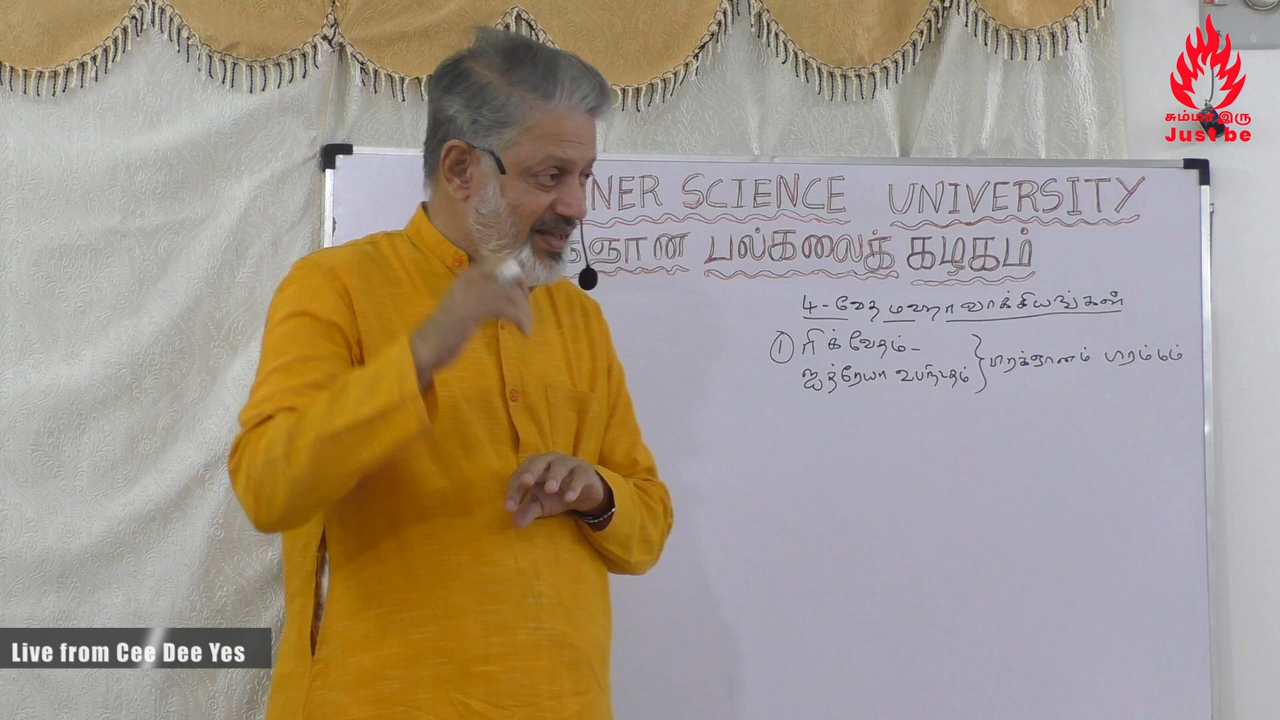 சும்மா இரு
Just be
NER SCIENCE UNIVERSITY
ஞான பல்கலைக் கழகம்
4-வேத மஹா வாக்கியங்கள்
① ரிக்வேதம்-
ஐத்ரேயா உபநிடதம் } பிரக்ஞானம் பிரம்மம்
Live from Cee Dee Yes